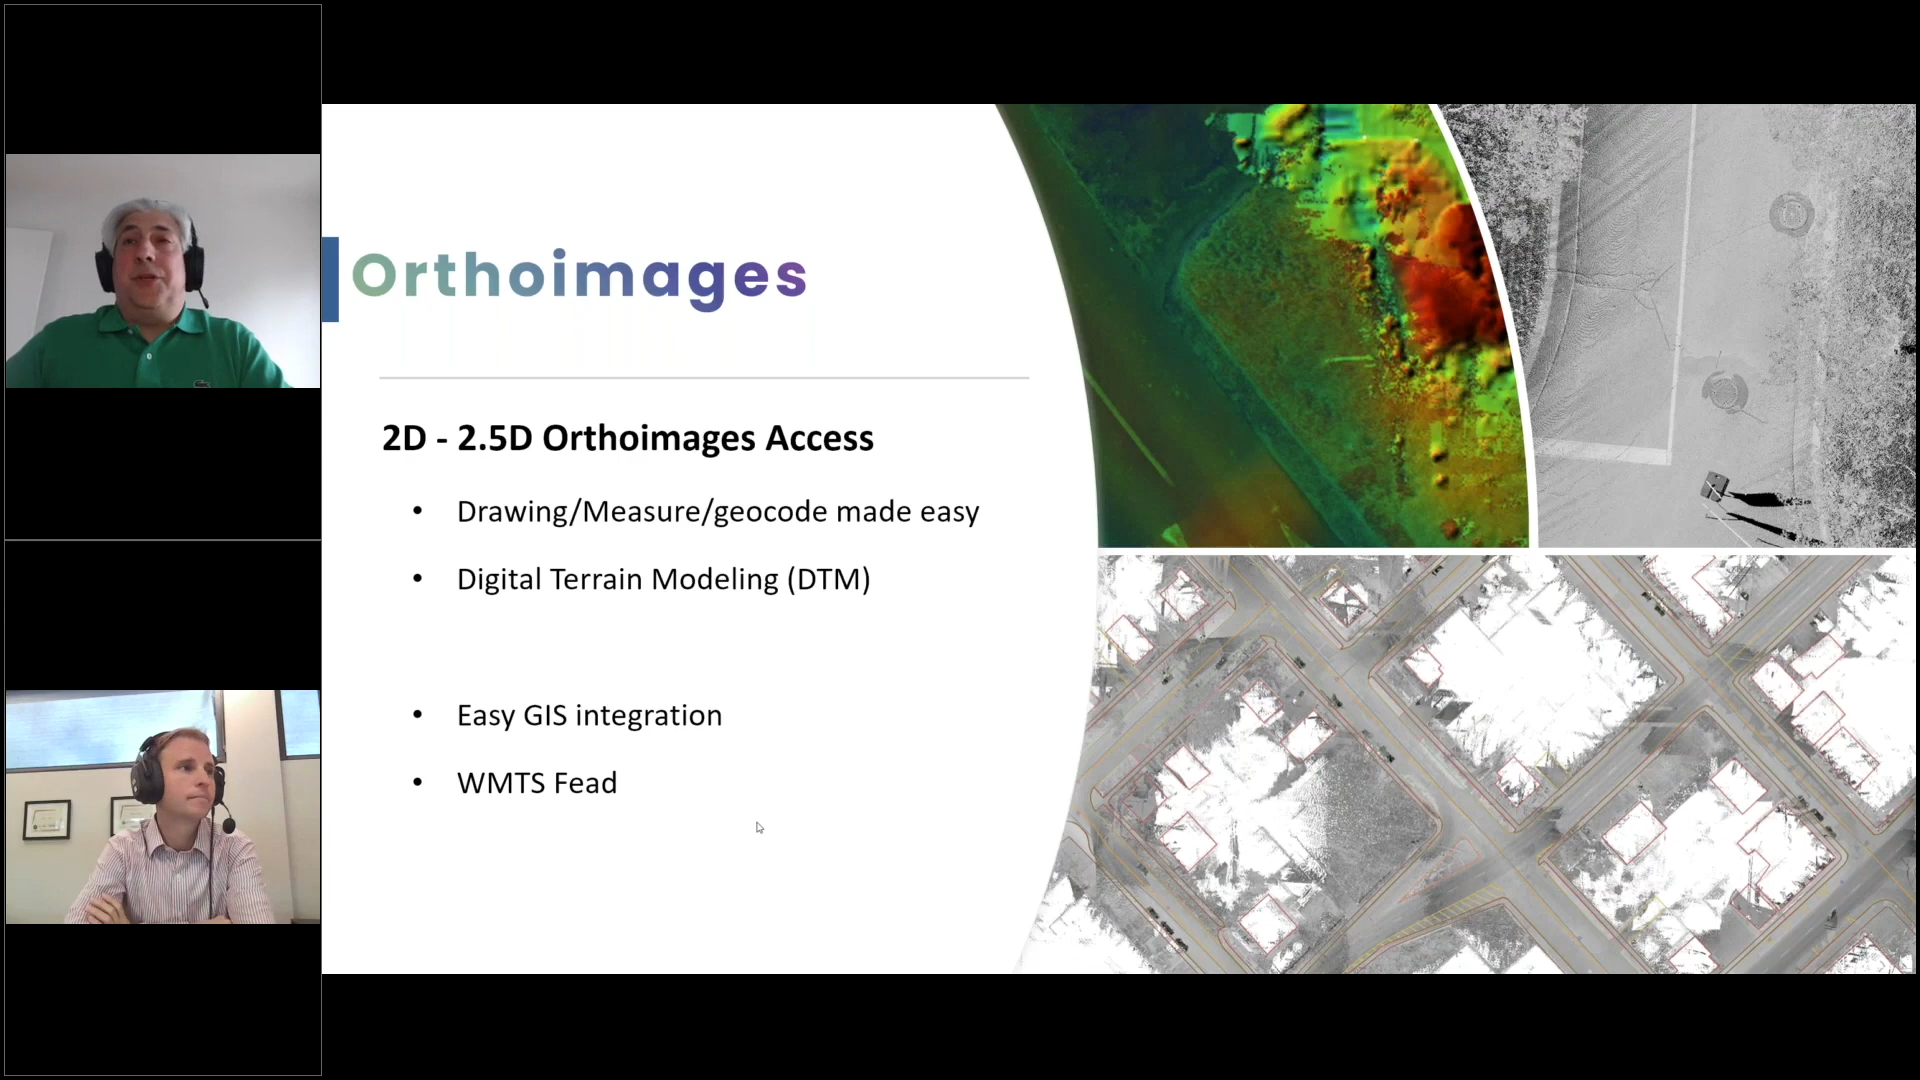 Orthoimages
2D - 2.5D Orthoimages Access
• Drawing/Measure/geocode made easy
• Digital Terrain Modeling (DTM)
• Easy GIS integration
• WMTS Fead